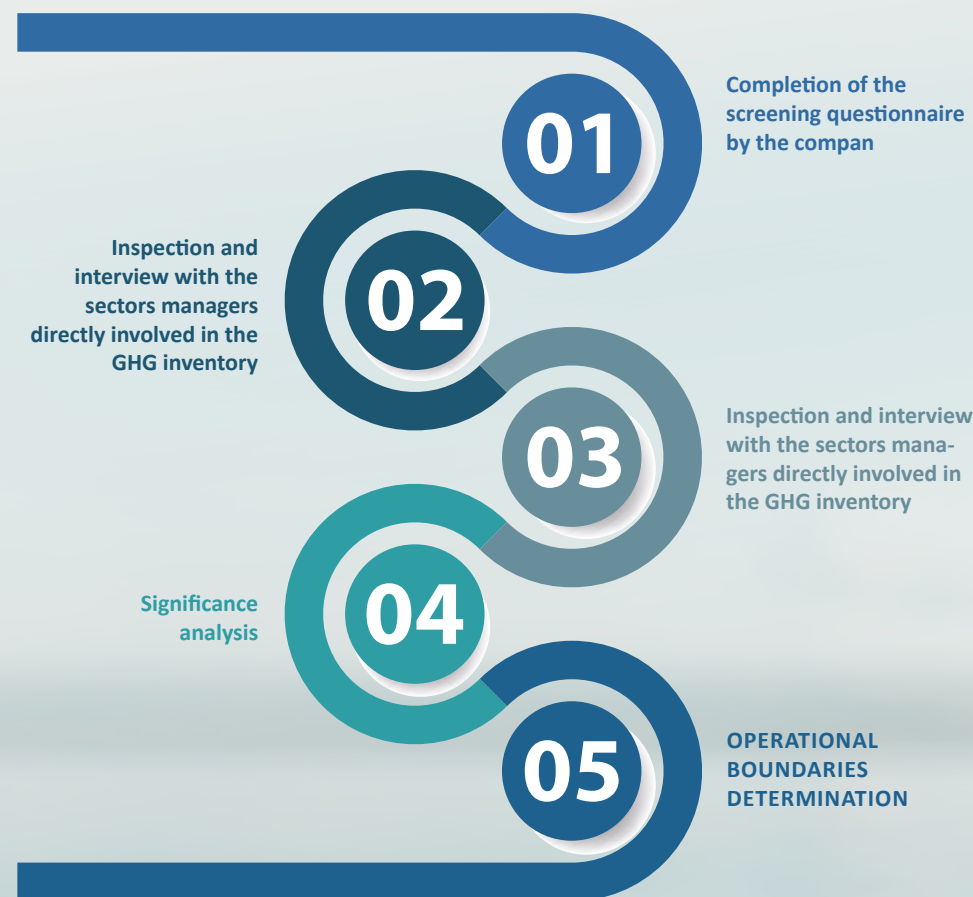 01
Completion of the
screening questionnaire
by the compan
02
Inspection and
interview with the
sectors managers
directly involved in the
GHG inventory
03
Inspection and interview
with the sectors mana-
gers directly involved in
the GHG inventory
04
Significance
analysis
05
OPERATIONAL
BOUNDARIES
DETERMINATION